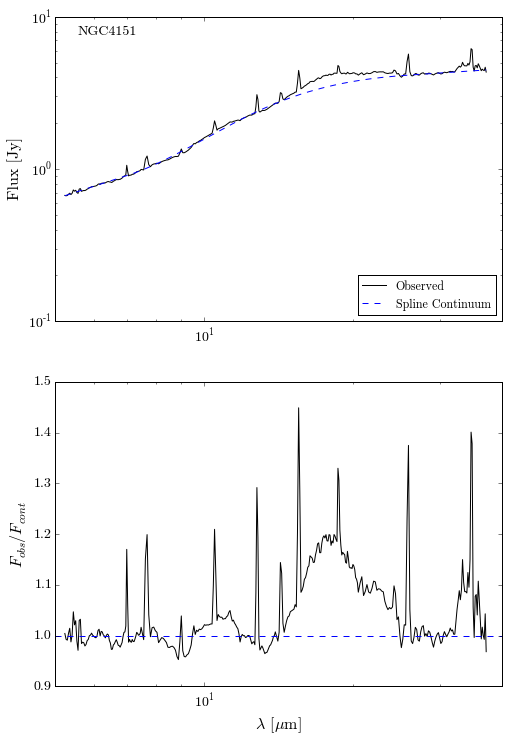 NGC4151
10^1
10^0
10^-1
Flux [Jy]
Observed
Spline Continuum
10^1
1.5
1.4
1.3
1.2
1.1
1.0
0.9
F_obs/F_cont
10^1
λ [μm]